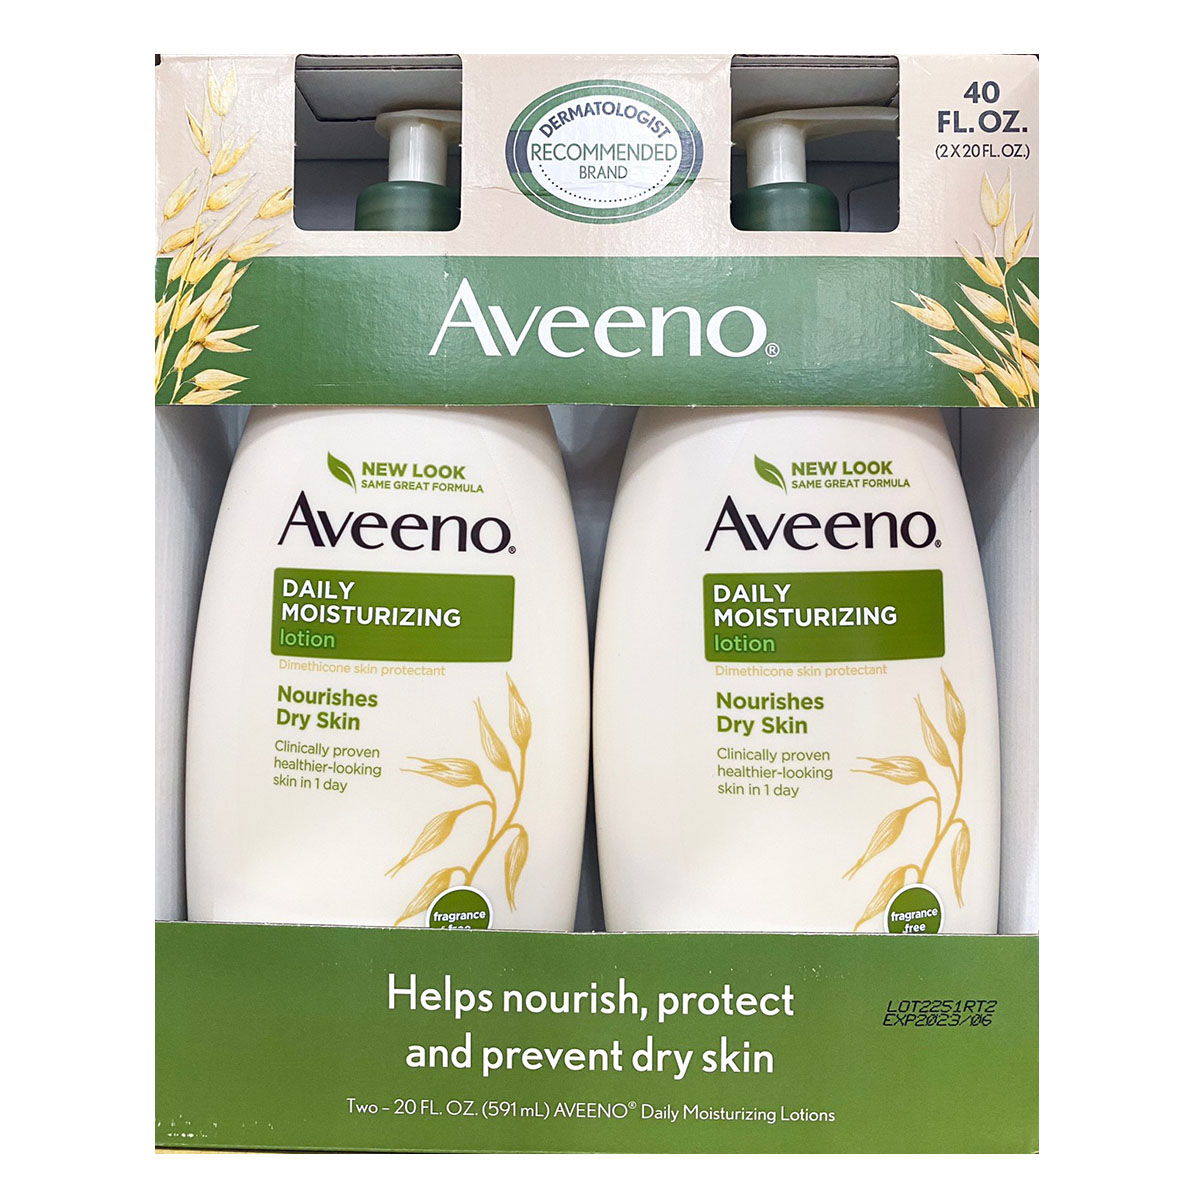 DERMATOLOGIST
RECOMMENDED
BRAND
40
FL. OZ.
(2 X 20 FL. OZ.)
Aveeno®
NEW LOOK
SAME GREAT FORMULA
Aveeno®
DAILY
MOISTURIZING
lotion
Dimethicone skin protectant
Nourishes
Dry Skin
Clinically proven
healthier-looking
skin in 1 day
fragrance
free
NEW LOOK
SAME GREAT FORMULA
Aveeno®
DAILY
MOISTURIZING
lotion
Dimethicone skin protectant
Nourishes
Dry Skin
Clinically proven
healthier-looking
skin in 1 day
fragrance
free
Helps nourish, protect
and prevent dry skin
LOT2251RT2
EXP2023/06
Two – 20 FL. OZ. (591 mL) AVEENO® Daily Moisturizing Lotions